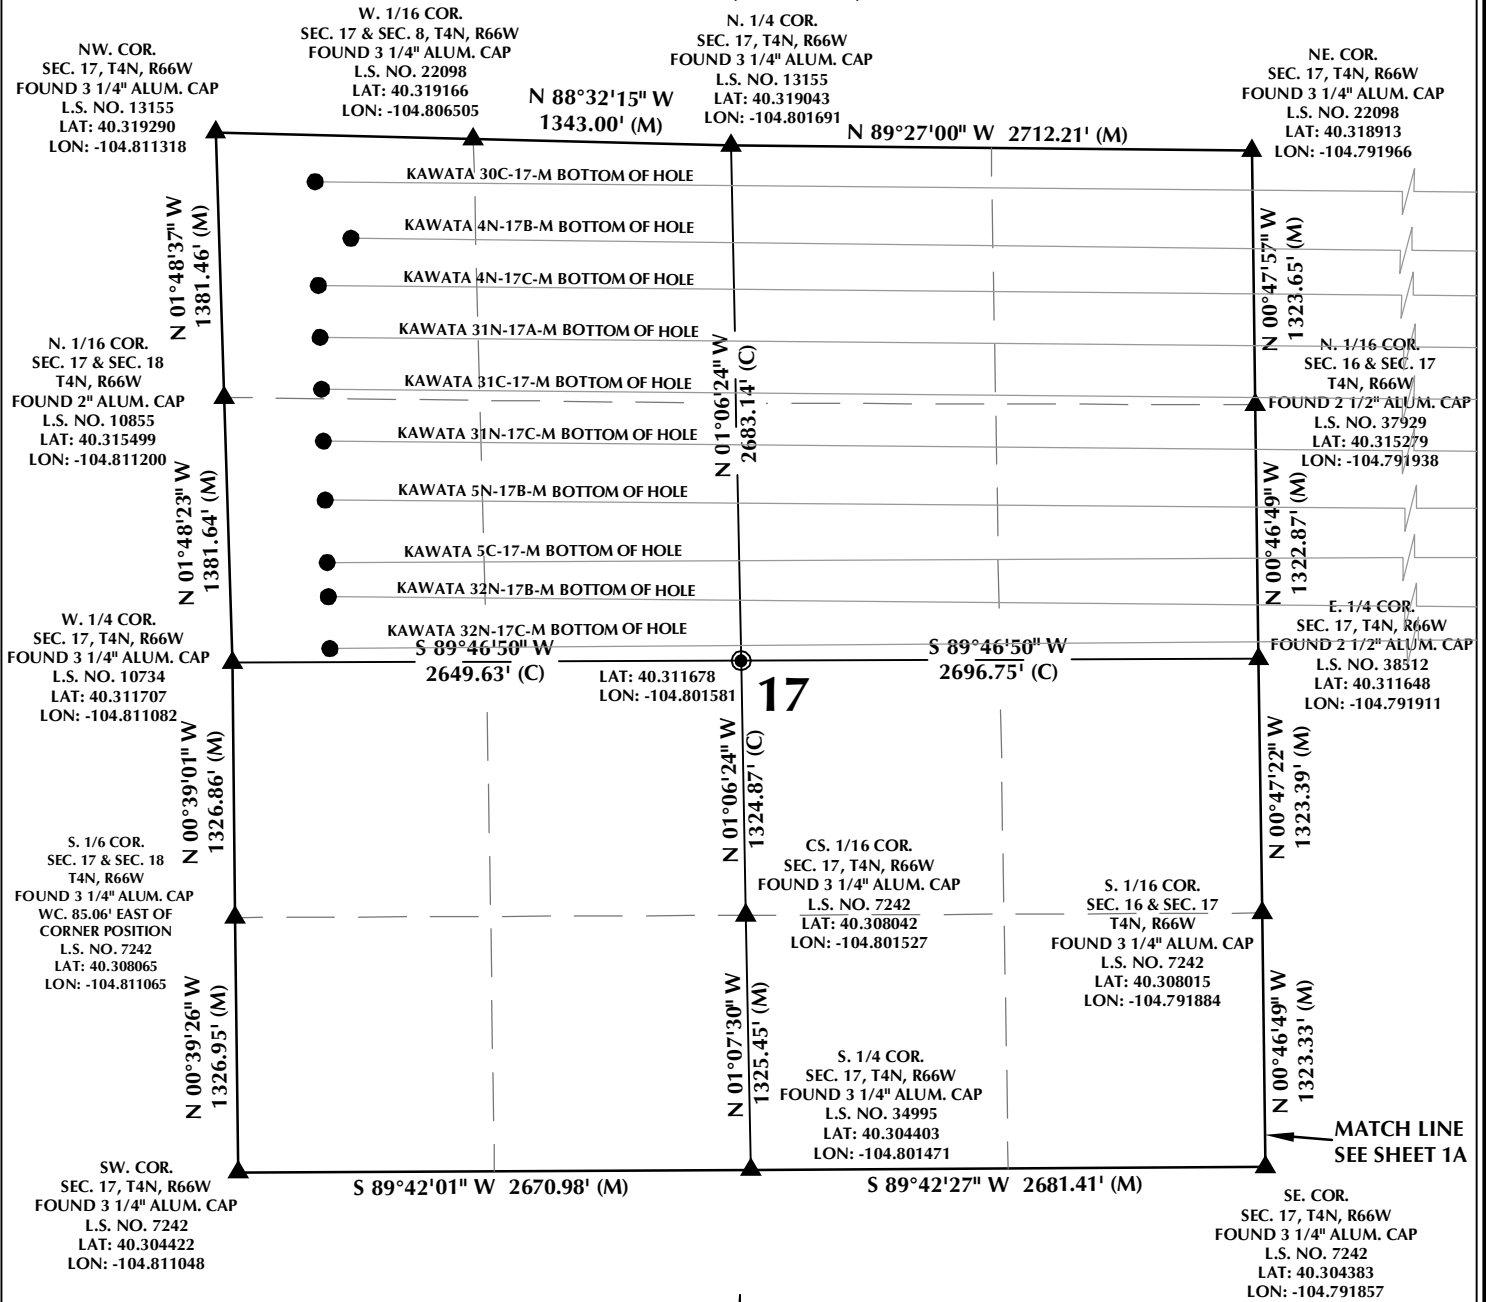 W. 1/16 COR.
SEC. 17 & SEC. 8, T4N, R66W
FOUND 3 1/4" ALUM. CAP
L.S. NO. 22098
LAT: 40.319166
LON: -104.806505
N. 1/4 COR.
SEC. 17, T4N, R66W
FOUND 3 1/4" ALUM. CAP
L.S. NO. 13155
LAT: 40.319043
LON: -104.801691
NW. COR.
SEC. 17, T4N, R66W
FOUND 3 1/4" ALUM. CAP
L.S. NO. 13155
LAT: 40.319290
LON: -104.811318
NE. COR.
SEC. 17, T4N, R66W
FOUND 3 1/4" ALUM. CAP
L.S. NO. 22098
LAT: 40.318913
LON: -104.791966
N 88°32'15" W
1343.00' (M)
N 89°27'00" W 2712.21' (M)
KAWATA 30C-17-M BOTTOM OF HOLE
KAWATA 4N-17B-M BOTTOM OF HOLE
KAWATA 4N-17C-M BOTTOM OF HOLE
KAWATA 31N-17A-M BOTTOM OF HOLE
KAWATA 31C-17-M BOTTOM OF HOLE
KAWATA 31N-17C-M BOTTOM OF HOLE
KAWATA 5N-17B-M BOTTOM OF HOLE
KAWATA 5C-17-M BOTTOM OF HOLE
KAWATA 32N-17B-M BOTTOM OF HOLE
KAWATA 32N-17C-M BOTTOM OF HOLE
N 01°48'37" W
1381.46' (M)
N 01°06'24" W
2683.14' (C)
N 00°47'57" W
1323.65' (M)
N. 1/16 COR.
SEC. 17 & SEC. 18
T4N, R66W
FOUND 2" ALUM. CAP
L.S. NO. 10855
LAT: 40.315499
LON: -104.811200
N. 1/16 COR.
SEC. 16 & SEC. 17
T4N, R66W
FOUND 2 1/2" ALUM. CAP
L.S. NO. 37929
LAT: 40.315279
LON: -104.791938
N 01°48'23" W
1381.64' (M)
N 00°46'49" W
1322.87' (M)
W. 1/4 COR.
SEC. 17, T4N, R66W
FOUND 3 1/4" ALUM. CAP
L.S. NO. 10734
LAT: 40.311707
LON: -104.811082
E. 1/4 COR.
SEC. 17, T4N, R66W
FOUND 2 1/2" ALUM. CAP
L.S. NO. 38512
LAT: 40.311648
LON: -104.791911
S 89°46'50" W
2649.63' (C)
S 89°46'50" W
2696.75' (C)
LAT: 40.311678
LON: -104.801581
17
N 00°39'01" W
1326.86' (M)
N 01°06'24" W
1324.87' (C)
N 00°47'22" W
1323.39' (M)
S. 1/6 COR.
SEC. 17 & SEC. 18
T4N, R66W
FOUND 3 1/4" ALUM. CAP
WC. 85.06' EAST OF
CORNER POSITION
L.S. NO. 7242
LAT: 40.308065
LON: -104.811065
CS. 1/16 COR.
SEC. 17, T4N, R66W
FOUND 3 1/4" ALUM. CAP
L.S. NO. 7242
LAT: 40.308042
LON: -104.801527
S. 1/16 COR.
SEC. 16 & SEC. 17
T4N, R66W
FOUND 3 1/4" ALUM. CAP
L.S. NO. 7242
LAT: 40.308015
LON: -104.791884
N 00°39'26" W
1326.95' (M)
N 01°07'30" W
1325.45' (M)
N 00°46'49" W
1323.33' (M)
S. 1/4 COR.
SEC. 17, T4N, R66W
FOUND 3 1/4" ALUM. CAP
L.S. NO. 34995
LAT: 40.304403
LON: -104.801471
MATCH LINE
SEE SHEET 1A
SW. COR.
SEC. 17, T4N, R66W
FOUND 3 1/4" ALUM. CAP
L.S. NO. 7242
LAT: 40.304422
LON: -104.811048
S 89°42'01" W 2670.98' (M)
S 89°42'27" W 2681.41' (M)
SE. COR.
SEC. 17, T4N, R66W
FOUND 3 1/4" ALUM. CAP
L.S. NO. 7242
LAT: 40.304383
LON: -104.791857